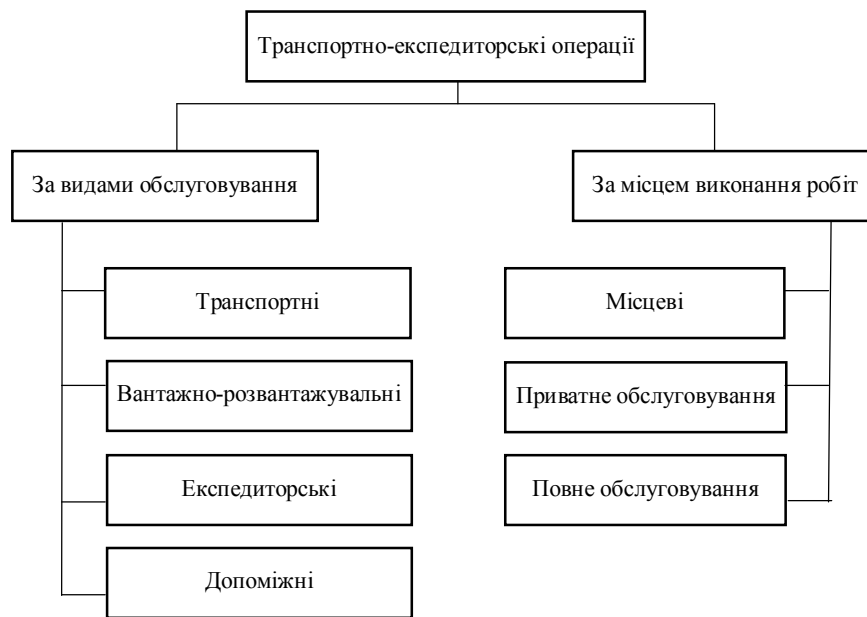 Транспортно-експедиторські операції
За видами обслуговування
Транспортні
Вантажно-розвантажувальні
Експедиторські
Допоміжні
За місцем виконання робіт
Місцеві
Приватне обслуговування
Повне обслуговування